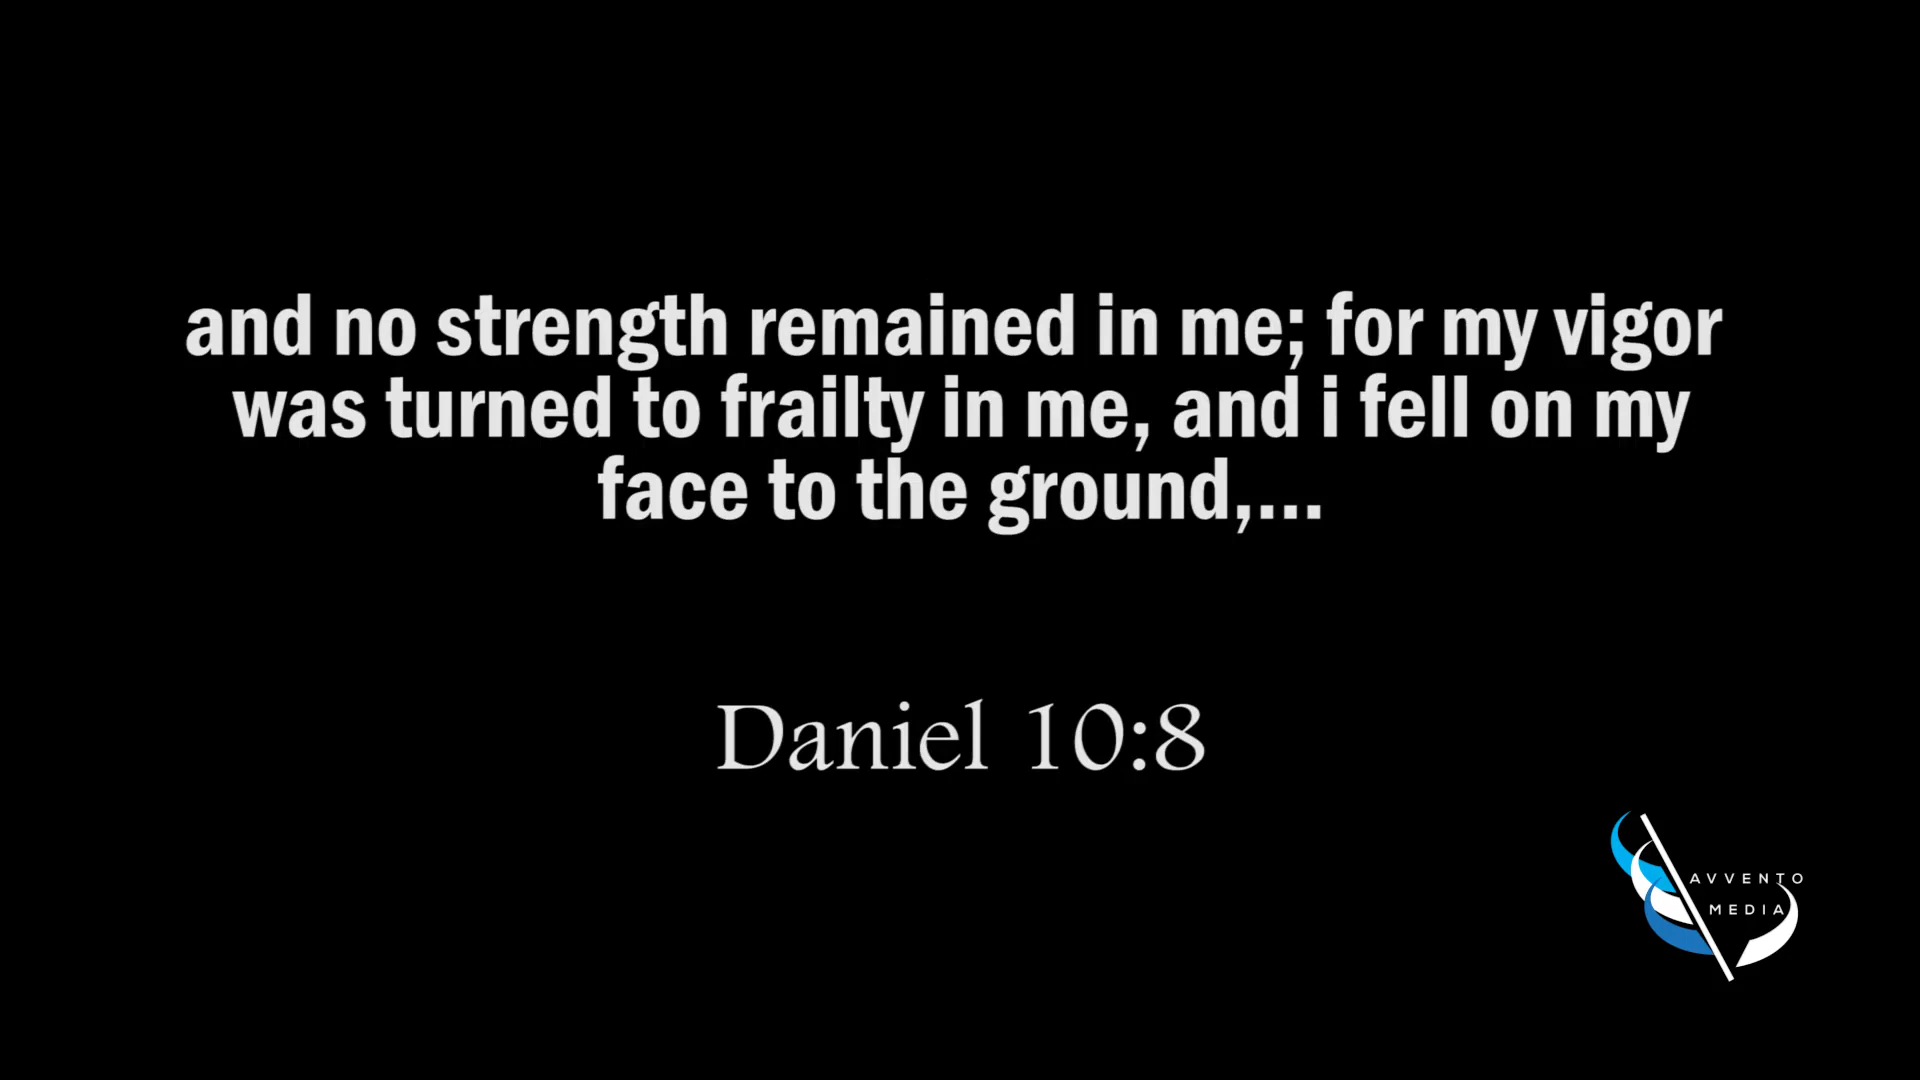 and no strength remained in me; for my vigor
was turned to frailty in me, and i fell on my
face to the ground,...
Daniel 10:8
AVVENTO
MEDIA